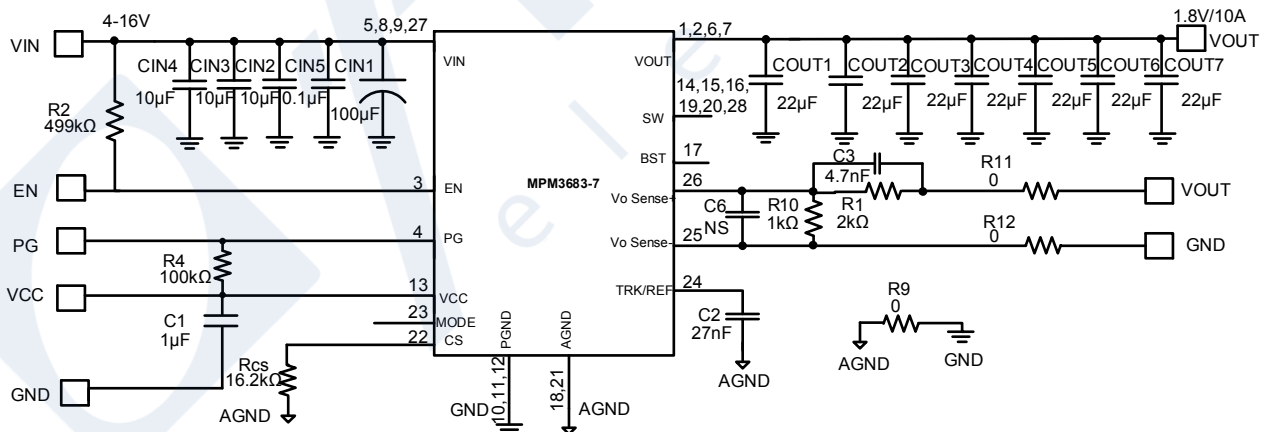 4-16V
VIN
5,8,9,27
1,2,6,7
1.8V/10A
VOUT
VIN
VOUT
CIN4
CIN3
CIN2
CIN5
CIN1
10µF
10µF
10µF
0.1µF
100µF
COUT1
COUT2
COUT3
COUT4
COUT5
COUT6
COUT7
22µF
22µF
22µF
22µF
22µF
22µF
22µF
R2
499kΩ
14,15,16,
19,20,28
SW
17
BST
MPM3683-7
EN
3
EN
26
Vo Sense+
C3
4.7nF
R11
0
VOUT
C6
NS
R10
1kΩ
R1
2kΩ
PG
4
PG
Vo Sense-
25
R12
0
GND
R4
100kΩ
VCC
13
VCC
TRK/REF
24
C2
27nF
AGND
R9
0
AGND
GND
C1
1µF
23
MODE
22
CS
Rcs
16.2kΩ
AGND
GND
PGND
AGND
GND
10,11,12
18,21
AGND
e l e